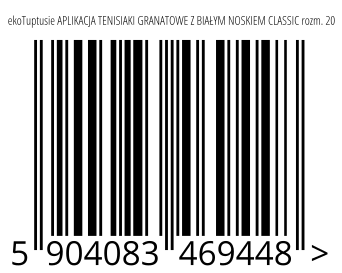 ekoTuptusie APLIKACJA TENISIAKI GRANATOWE Z BIAŁYM NOSKIEM CLASSIC rozm. 20
5 904083 469448 >